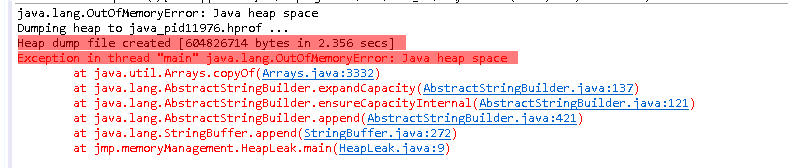 java.lang.OutOfMemoryError: Java heap space
Dumping heap to java_pid11976.hprof ...
Heap dump file created [604826714 bytes in 2.356 secs]
Exception in thread "main" java.lang.OutOfMemoryError: Java heap space
at java.util.Arrays.copyOf(Arrays.java:3332)
at java.lang.AbstractStringBuilder.expandCapacity(AbstractStringBuilder.java:137)
at java.lang.AbstractStringBuilder.ensureCapacityInternal(AbstractStringBuilder.java:121)
at java.lang.AbstractStringBuilder.append(AbstractStringBuilder.java:421)
at java.lang.StringBuffer.append(StringBuffer.java:272)
at jmp.memoryManagement.HeapLeak.main(HeapLeak.java:9)